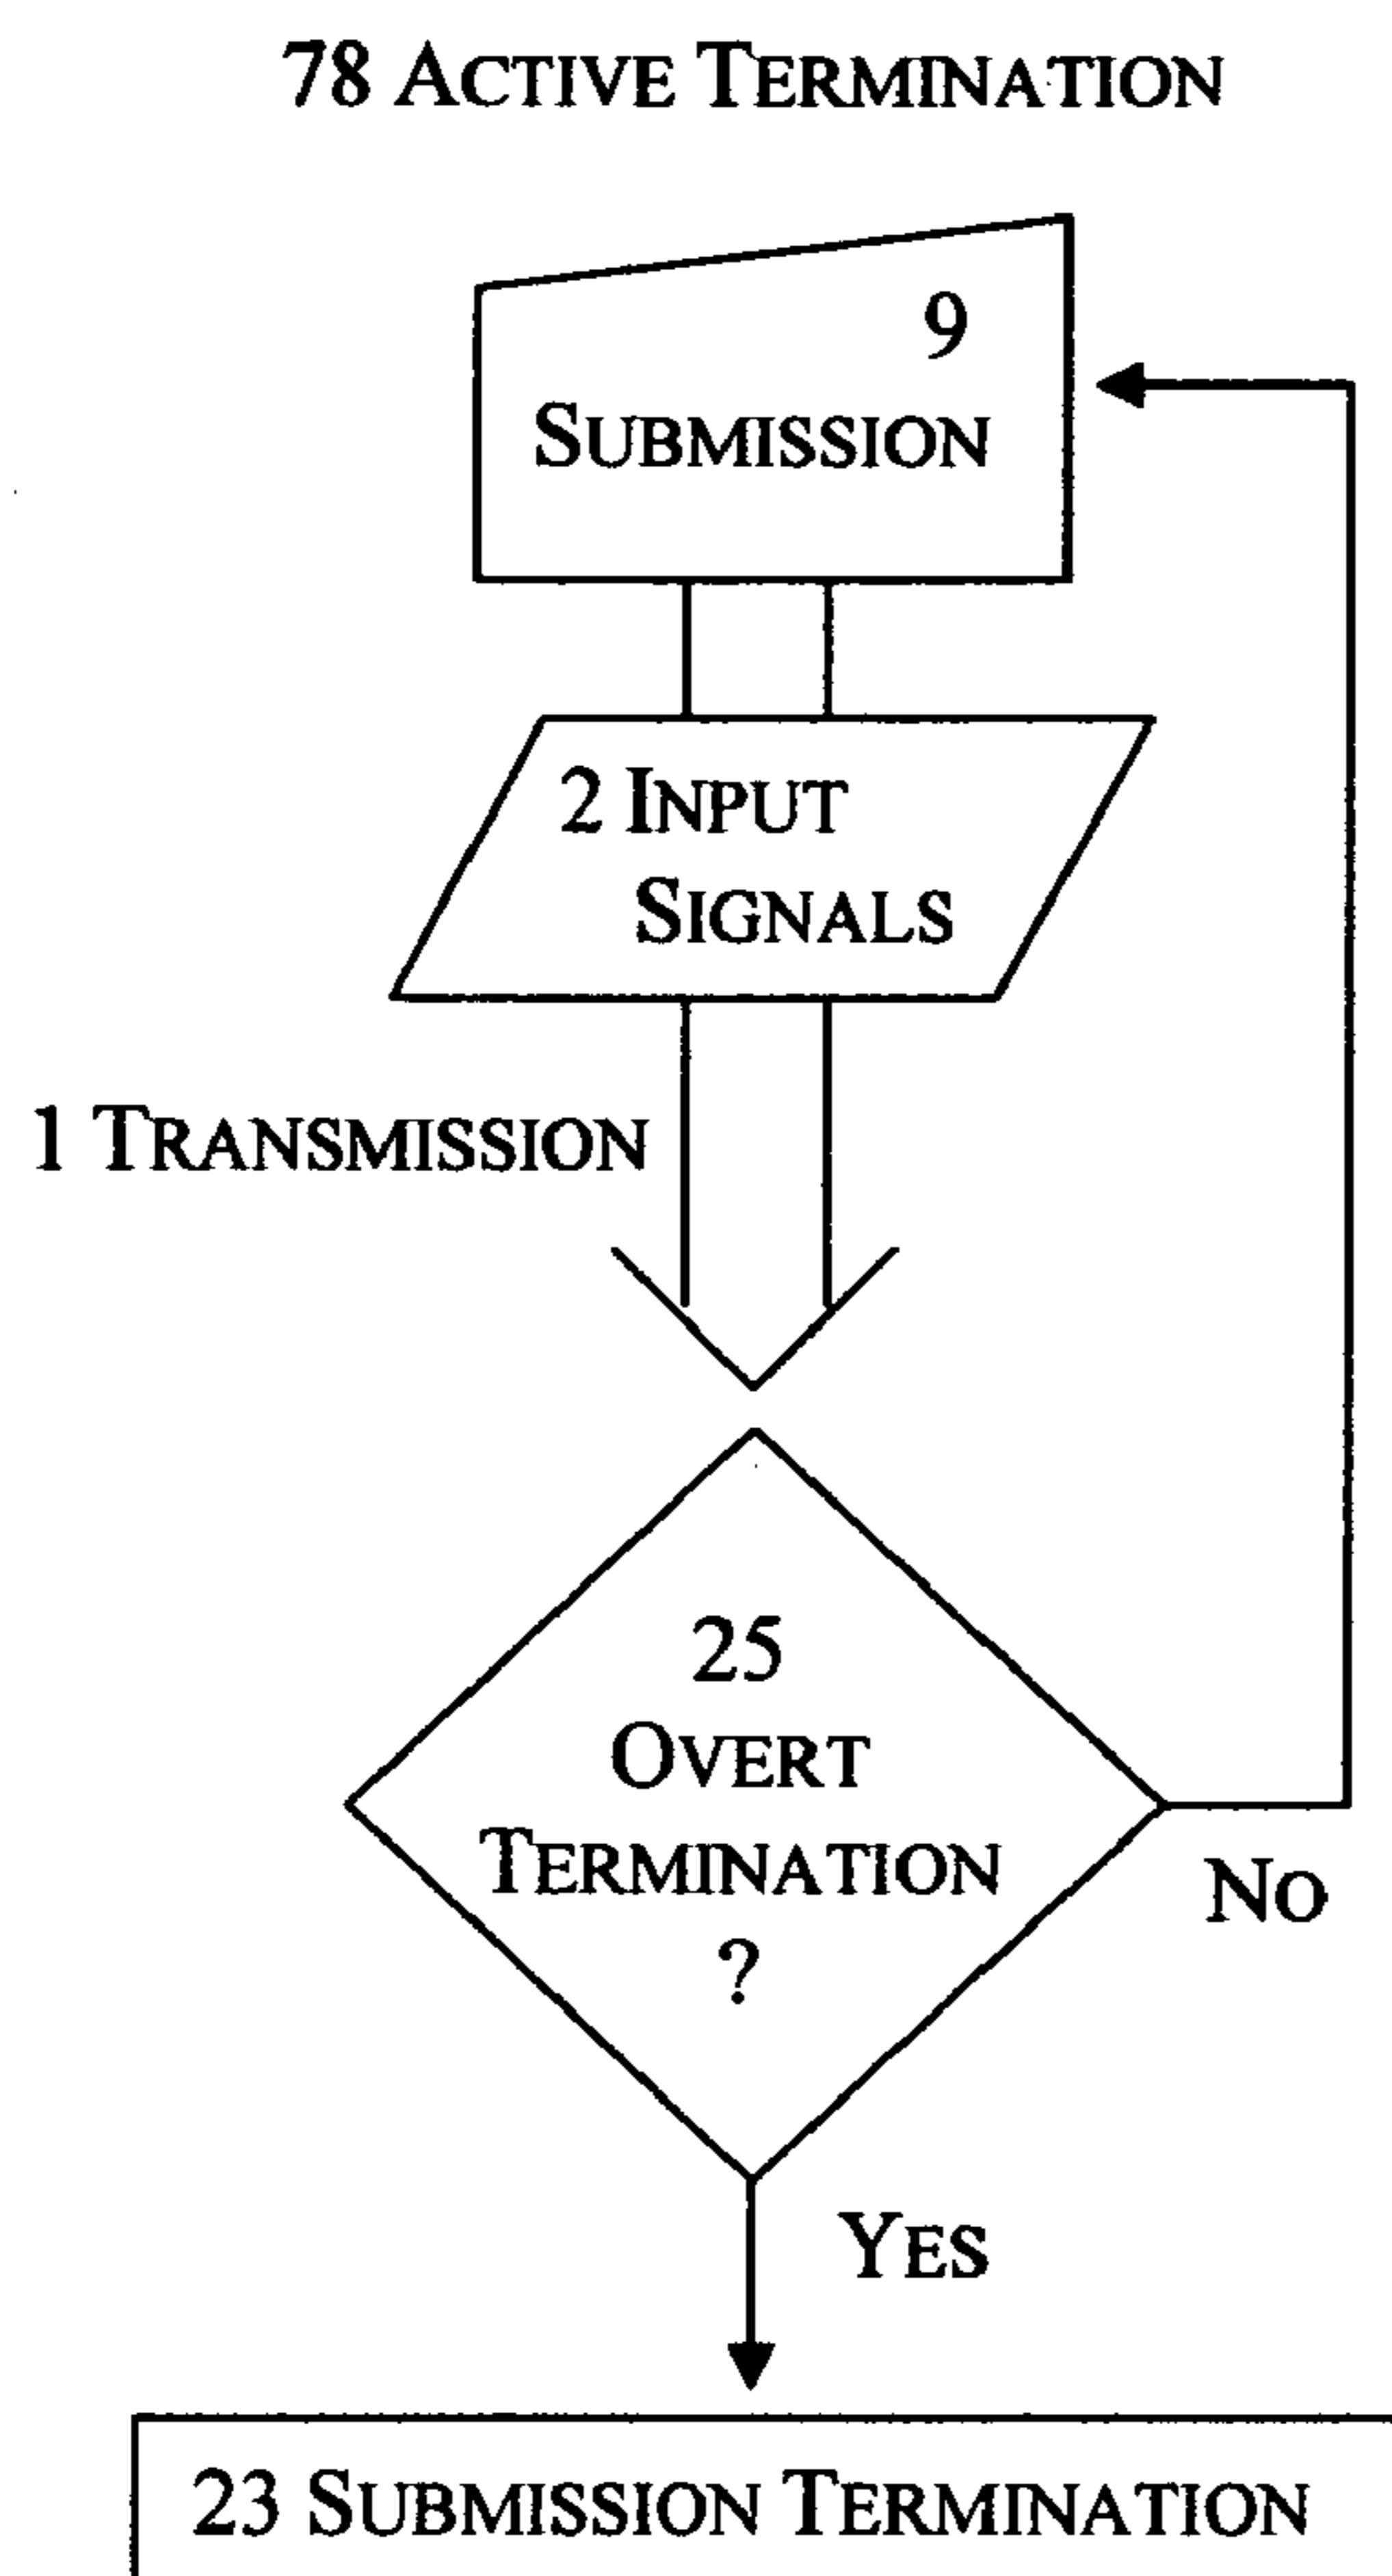 78 ACTIVE TERMINATION
9
SUBMISSION
2 INPUT
SIGNALS
1 TRANSMISSION
25
OVERT
TERMINATION
?
NO
YES
23 SUBMISSION TERMINATION